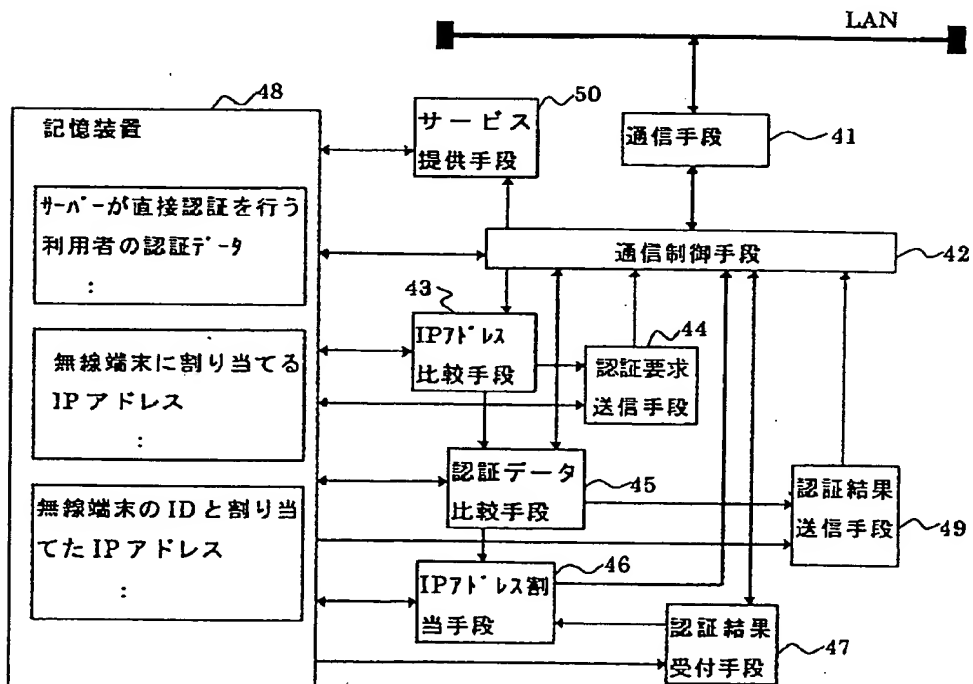 LAN
48
記憶装置
サーバーが直接認証を行う
利用者の認証データ
:
無線端末に割り当てる
IPアドレス
:
無線端末のIDと割り当
てたIPアドレス
:
50
サービス
提供手段
通信手段
41
通信制御手段
42
43
IPアドレス
比較手段
44
認証要求
送信手段
認証データ
比較手段
45
認証結果
送信手段
49
46
IPアドレス割
当手段
認証結果
受付手段
47